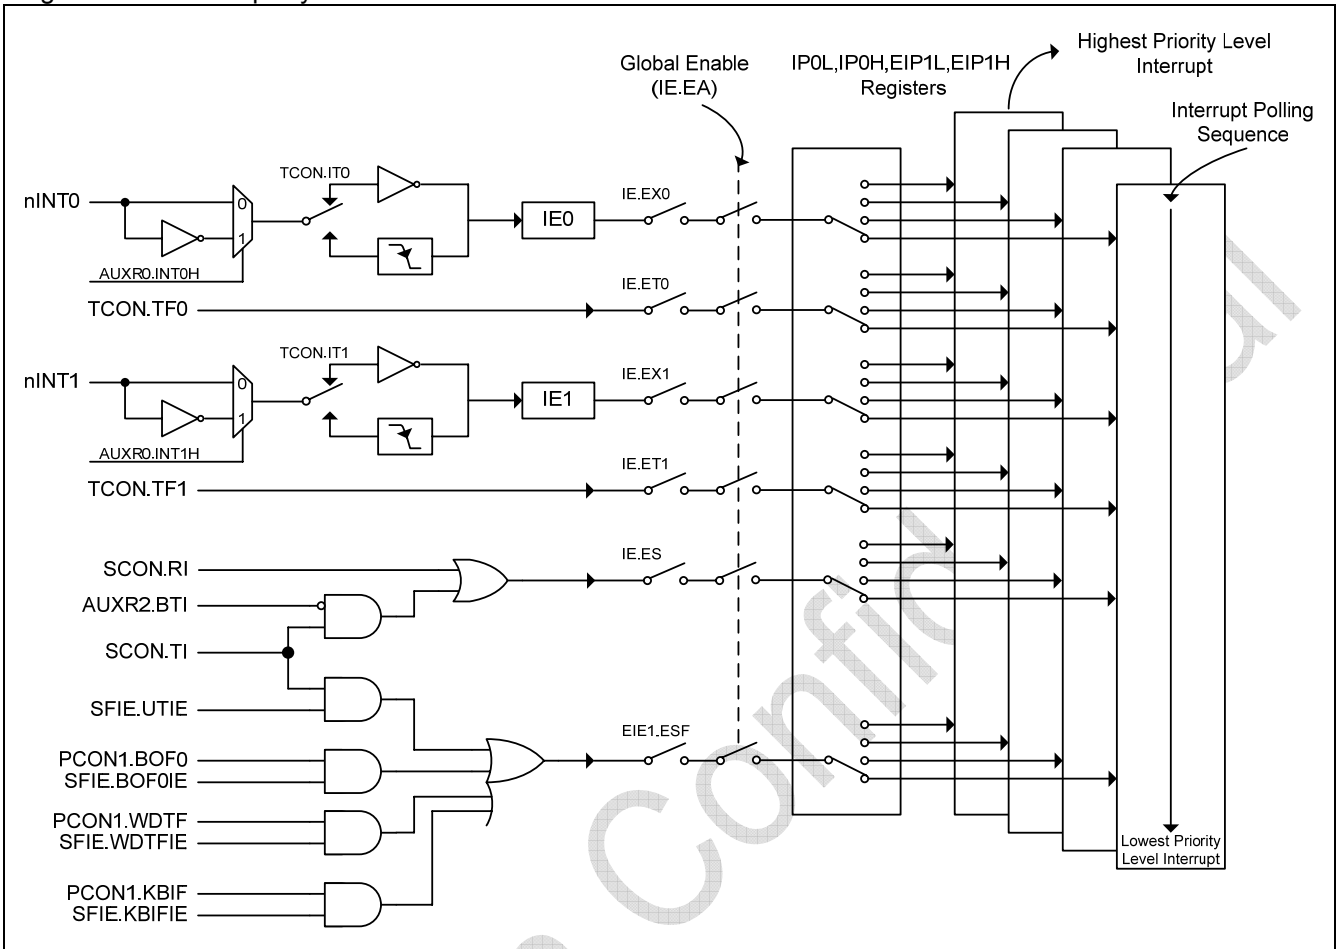 Global Enable
(IE.EA)
IP0L,IP0H,EIP1L,EIP1H
Registers
Highest Priority Level
Interrupt
Interrupt Polling
Sequence
nINT0
TCON.IT0
0
1
AUXR0.INT0H
IE0
IE.EX0
TCON.TF0
IE.ET0
nINT1
TCON.IT1
0
1
AUXR0.INT1H
IE1
IE.EX1
TCON.TF1
IE.ET1
SCON.RI
AUXR2.BTI
SCON.TI
IE.ES
SFIE.UTIE
PCON1.BOF0
SFIE.BOF0IE
EIE1.ESF
PCON1.WDTF
SFIE.WDTFIE
PCON1.KBIF
SFIE.KBIFIE
Lowest Priority
Level Interrupt